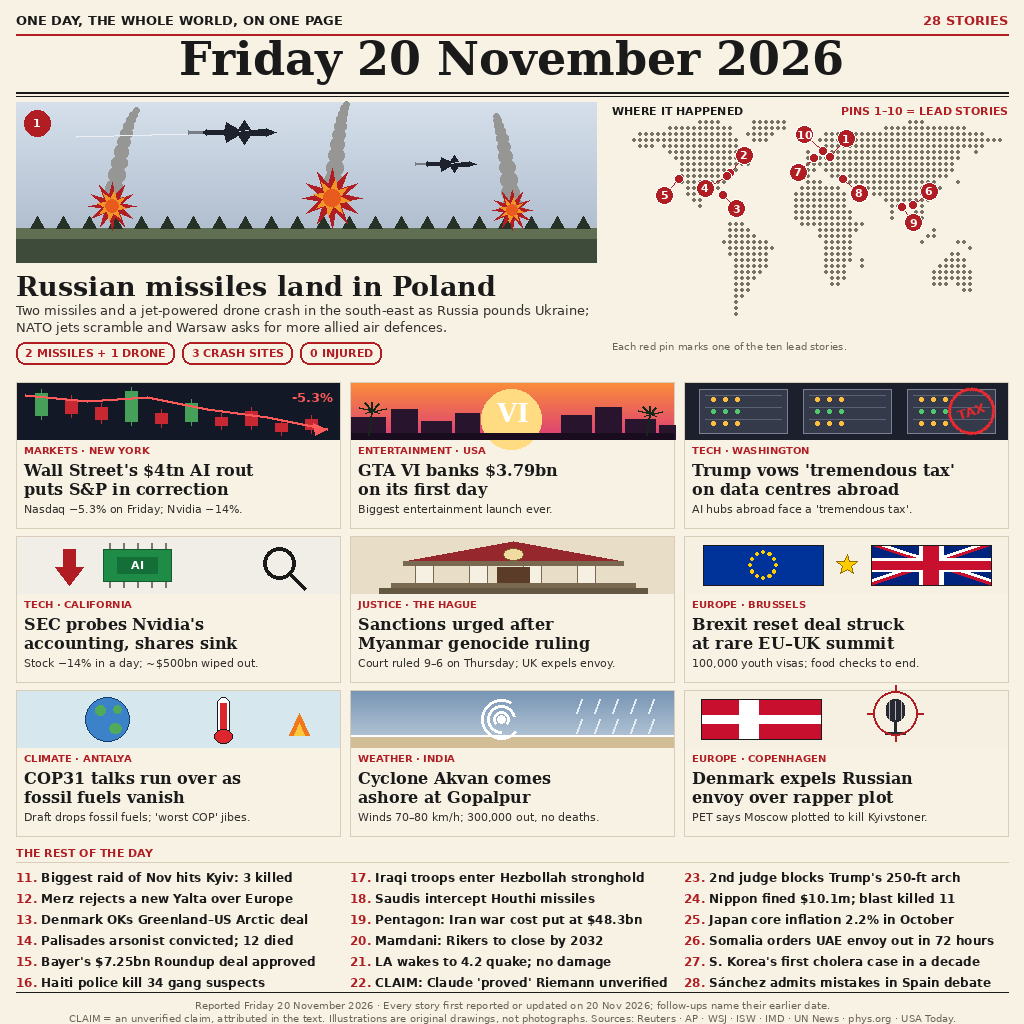 ONE DAY, THE WHOLE WORLD, ON ONE PAGE
28 STORIES
Friday 20 November 2026
1
WHERE IT HAPPENED
PINS 1–10 = LEAD STORIES
10
1
2
7
5
4
8
6
3
9
Each red pin marks one of the ten lead stories.
Russian missiles land in Poland
Two missiles and a jet-powered drone crash in the south-east as Russia pounds Ukraine;
NATO jets scramble and Warsaw asks for more allied air defences.
2 MISSILES + 1 DRONE
3 CRASH SITES
0 INJURED
-5.3%
MARKETS · NEW YORK
Wall Street's $4tn AI rout
puts S&P in correction
Nasdaq −5.3% on Friday; Nvidia −14%.
VI
ENTERTAINMENT · USA
GTA VI banks $3.79bn
on its first day
Biggest entertainment launch ever.
TAX
TECH · WASHINGTON
Trump vows 'tremendous tax'
on data centres abroad
AI hubs abroad face a 'tremendous tax'.
AI
TECH · CALIFORNIA
SEC probes Nvidia's
accounting, shares sink
Stock −14% in a day; ~$500bn wiped out.
JUSTICE · THE HAGUE
Sanctions urged after
Myanmar genocide ruling
Court ruled 9–6 on Thursday; UK expels envoy.
EUROPE · BRUSSELS
Brexit reset deal struck
at rare EU–UK summit
100,000 youth visas; food checks to end.
CLIMATE · ANTALYA
COP31 talks run over as
fossil fuels vanish
Draft drops fossil fuels; 'worst COP' jibes.
WEATHER · INDIA
Cyclone Akvan comes
ashore at Gopalpur
Winds 70–80 km/h; 300,000 out, no deaths.
EUROPE · COPENHAGEN
Denmark expels Russian
envoy over rapper plot
PET says Moscow plotted to kill Kyivstoner.
THE REST OF THE DAY
11. Biggest raid of Nov hits Kyiv: 3 killed
12. Merz rejects a new Yalta over Europe
13. Denmark OKs Greenland–US Arctic deal
14. Palisades arsonist convicted; 12 died
15. Bayer's $7.25bn Roundup deal approved
16. Haiti police kill 34 gang suspects
17. Iraqi troops enter Hezbollah stronghold
18. Saudis intercept Houthi missiles
19. Pentagon: Iran war cost put at $48.3bn
20. Mamdani: Rikers to close by 2032
21. LA wakes to 4.2 quake; no damage
22. CLAIM: Claude 'proved' Riemann unverified
23. 2nd judge blocks Trump's 250-ft arch
24. Nippon fined $10.1m; blast killed 11
25. Japan core inflation 2.2% in October
26. Somalia orders UAE envoy out in 72 hours
27. S. Korea's first cholera case in a decade
28. Sánchez admits mistakes in Spain debate
Reported Friday 20 November 2026 · Every story first reported or updated on 20 Nov 2026; follow-ups name their earlier date.
CLAIM = an unverified claim, attributed in the text. Illustrations are original drawings, not photographs. Sources: Reuters · AP · WSJ · ISW · IMD · UN News · phys.org · USA Today.